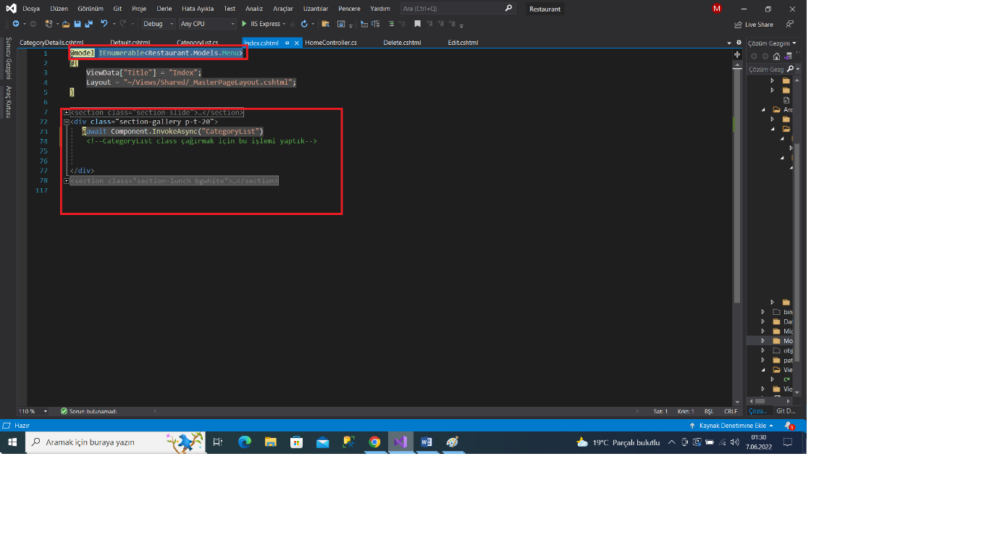 Dosya Düzen Görünüm Git Proje Derle Hata Ayıkla Test Analiz Araçlar Uzantılar Pencere Yardım Ara (Ctrl+Q) Restaurant M
Debug Any CPU IIS Express Live Share
CategoryDetails.cshtml Default.cshtml CategoryList.cs Index.cshtml HomeController.cs Delete.cshtml Edit.cshtml
Sunucu Gezgini
Araç Kutusu
1 @model IEnumerable<Restaurant.Models.Menu>
2 @{
3 ViewData["Title"] = "Index";
4 Layout = "~/Views/Shared/_MasterPageLayout.cshtml";
5 }
6
7 <section class="section-slide">...</section>
72 <div class="section-gallery p-t-20">
73 @await Component.InvokeAsync("CategoryList")
74 <!--CategoryList class çağırmak için bu işlemi yaptık-->
75
76
77 </div>
78 <section class="section-lunch bgwhite">...</section>
117
Çözüm Gezgini
Çözüm Gezg
Are
bin
Dat
Mig
Mo
obj
pat
Vie
C#
Vie
110 % Sorun bulunamadı Sat: 1 Krkt: 1 BŞL CRLF
Çözü... Git D...
Hazır Kaynak Denetimine Ekle 3
Aramak için buraya yazın 19°C Parçalı bulutlu 01:30
7.06.2022